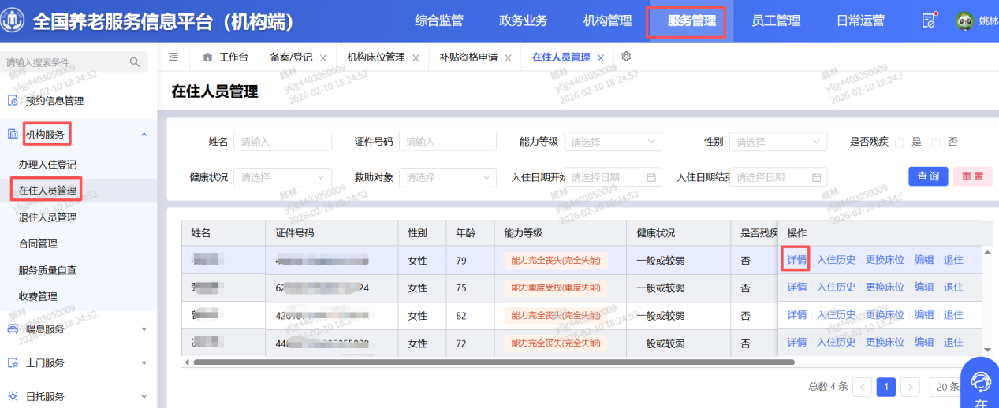 全国养老服务信息平台（机构端） 综合监管 政务业务 机构管理 服务管理 员工管理 日常运营 姚林
请输入搜索条件 工作台 备案/登记 机构床位管理 补贴资格申请 在住人员管理
在住人员管理
预约信息管理
机构服务
办理入住登记
在住人员管理
退住人员管理
合同管理
服务质量自查
收费管理
喘息服务
上门服务
日托服务
姓名 请输入 证件号码 请输入 能力等级 请选择 性别 请选择 是否残疾 是 否
健康状况 请选择 救助对象 请选择 入住日期开始 请选择日期 入住日期结束 请选择日期 查询 重置
姓名 证件号码 性别 年龄 能力等级 健康状况 是否残疾 操作
女性 79 能力完全丧失(完全失能) 一般或较弱 否 详情 入住历史 更换床位 编辑 退住
女性 75 能力重度受损(重度失能) 一般或较弱 否 详情 入住历史 更换床位 编辑 退住
女性 82 能力完全丧失(完全失能) 一般或较弱 否 详情 入住历史 更换床位 编辑 退住
女性 72 能力完全丧失(完全失能) 一般或较弱 否 详情 入住历史 更换床位 编辑 退住
总数 4 条 < 1 > 20 条
在
姚林
yljg4403050009
2026-02-10 18:24:52